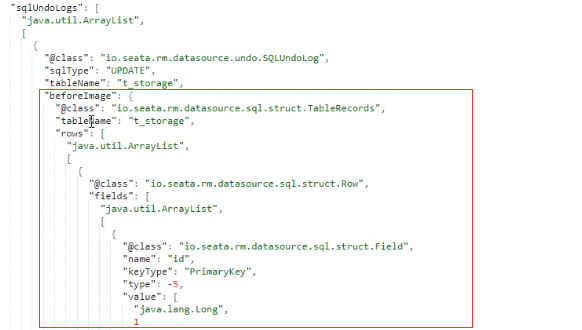 "sqlUndoLogs": [
"java.util.ArrayList",
[
{
"@class": "io.seata.rm.datasource.undo.SQLUndoLog",
"sqlType": "UPDATE",
"tableName": "t_storage",
"beforeImage": {
"@class": "io.seata.rm.datasource.sql.struct.TableRecords",
"tableName": "t_storage",
"rows": [
"java.util.ArrayList",
[
{
"@class": "io.seata.rm.datasource.sql.struct.Row",
"fields": [
"java.util.ArrayList",
[
{
"@class": "io.seata.rm.datasource.sql.struct.Field",
"name": "id",
"keyType": "PrimaryKey",
"type": -5,
"value": [
"java.lang.Long",
1